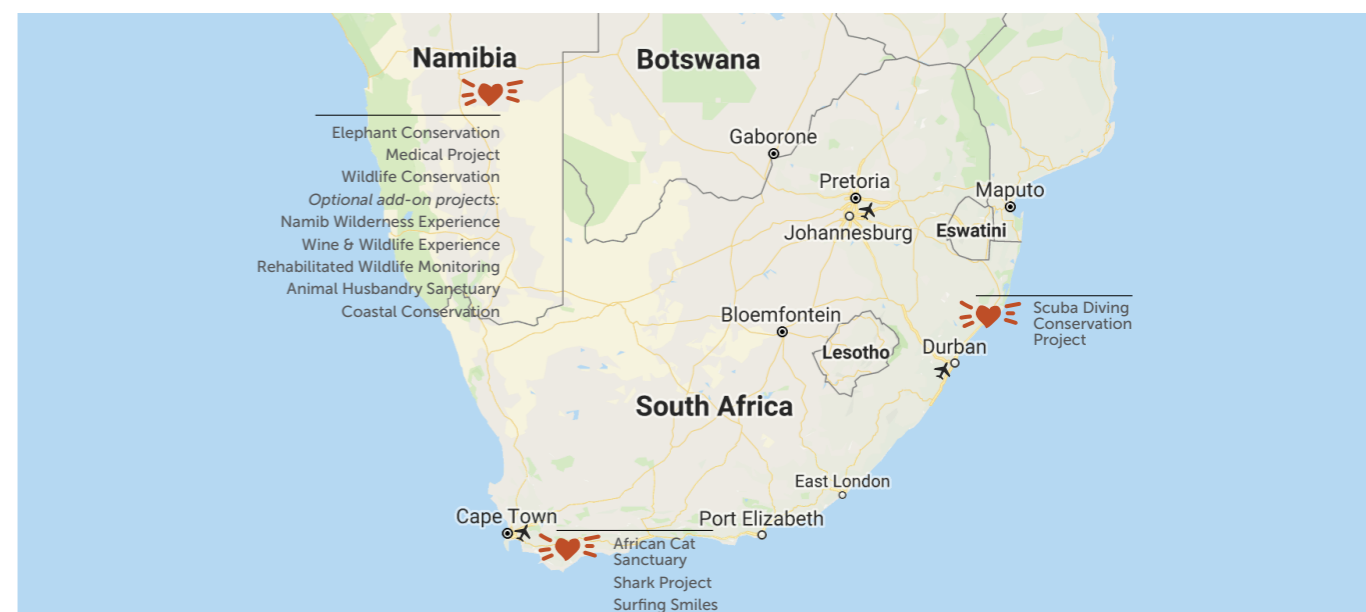 Namibia
Botswana
Elephant Conservation
Medical Project
Wildlife Conservation
Optional add-on projects:
Namib Wilderness Experience
Wine & Wildlife Experience
Rehabilitated Wildlife Monitoring
Animal Husbandry Sanctuary
Coastal Conservation
Gaborone
Pretoria
Johannesburg
Maputo
Eswatini
Bloemfontein
Lesotho
Durban
Scuba Diving
Conservation
Project
South Africa
East London
Port Elizabeth
Cape Town
African Cat
Sanctuary
Shark Project
Surfing Smiles